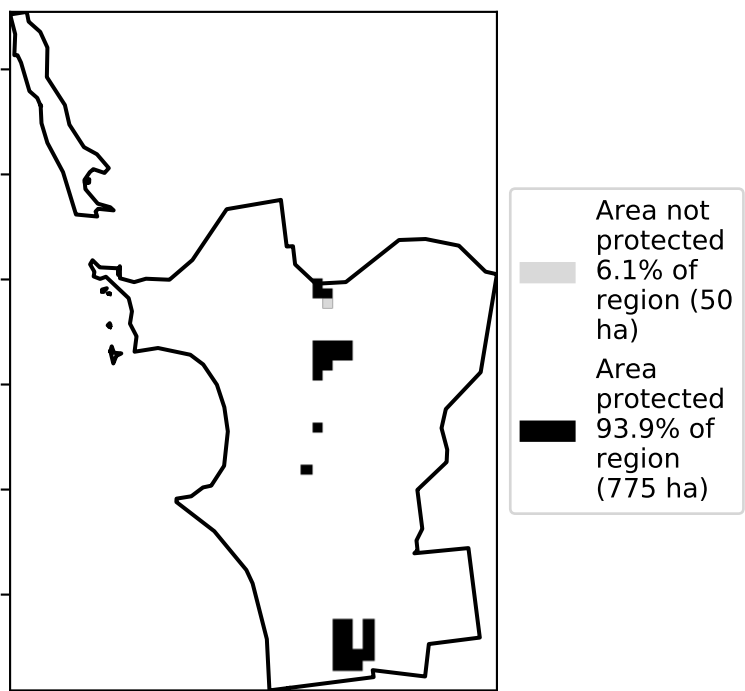 Area not
protected
6.1% of
region (50
ha)
Area
protected
93.9% of
region
(775 ha)